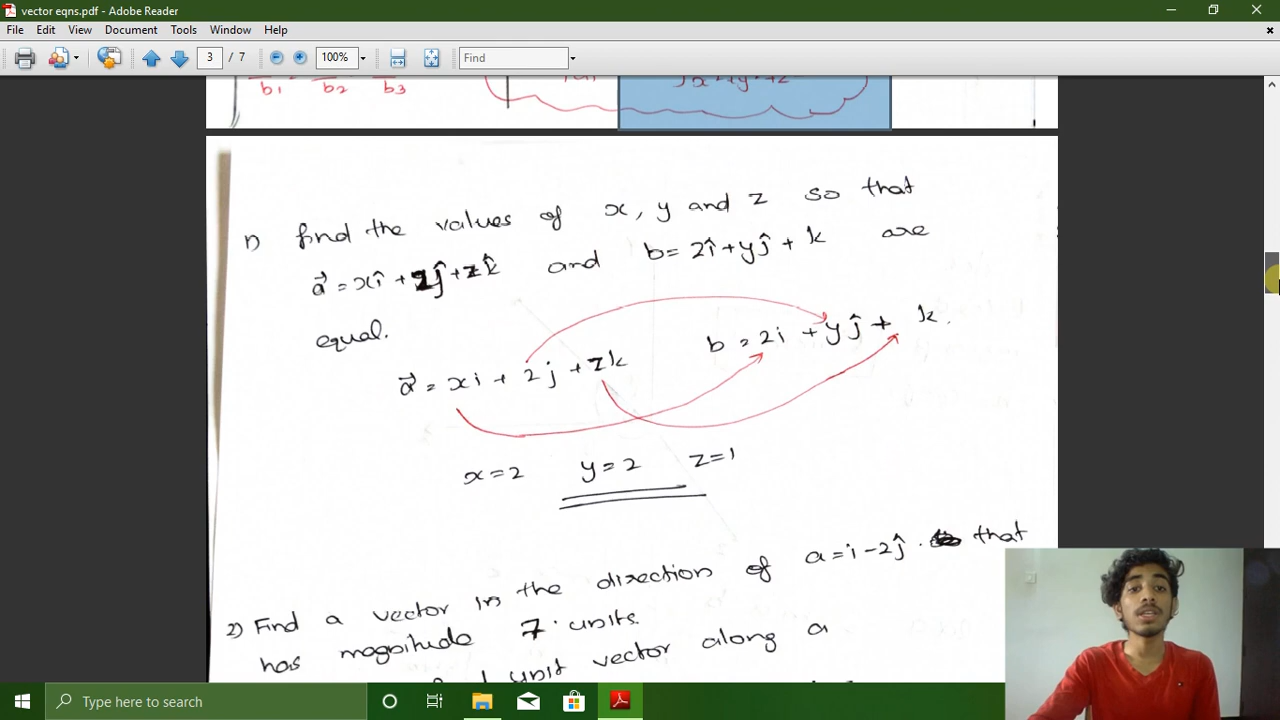 vector eqns.pdf - Adobe Reader
File Edit View Document Tools Window Help
3 / 7 100% Find
b1 b2 b3
1) find the values of x, y and z so that
a⃗ = xî + 2ĵ + zk̂ and b = 2î + yĵ + k are
equal.
a⃗ = xi + 2j + zk b = 2i + yĵ + k.
x = 2 y = 2 z = 1
2) Find a vector in the direction of a = i - 2ĵ. that
has magnitude 7 units.
unit vector along a
Type here to search